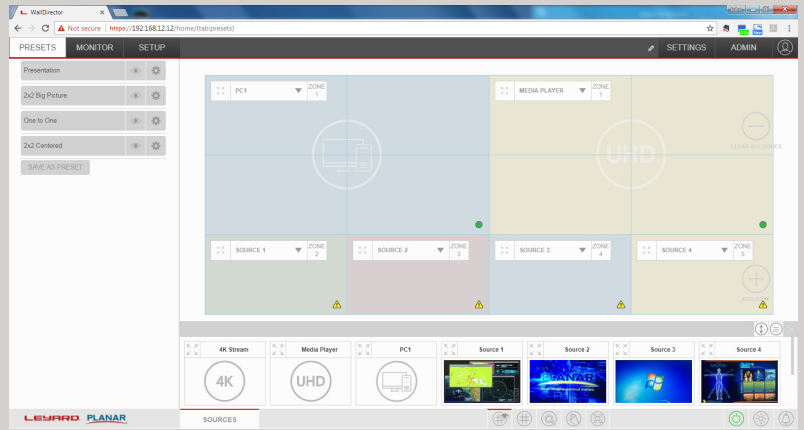 WallDirector
Not secure | https://192.168.12.12/home/(tab:presets)
PRESETS MONITOR SETUP SETTINGS ADMIN
Presentation
2x2 Big Picture
One to One
2x2 Centered
SAVE AS PRESET
PC1 ZONE 1
MEDIA PLAYER ZONE 1
UHD
CLEAR ALL ZONES
SOURCE 1 ZONE 2
SOURCE 2 ZONE 3
SOURCE 3 ZONE 4
SOURCE 4 ZONE 5
4K Stream Media Player PC1 Source 1 Source 2 Source 3 Source 4
4K UHD
PLANAR
LEYARD PLANAR
SOURCES